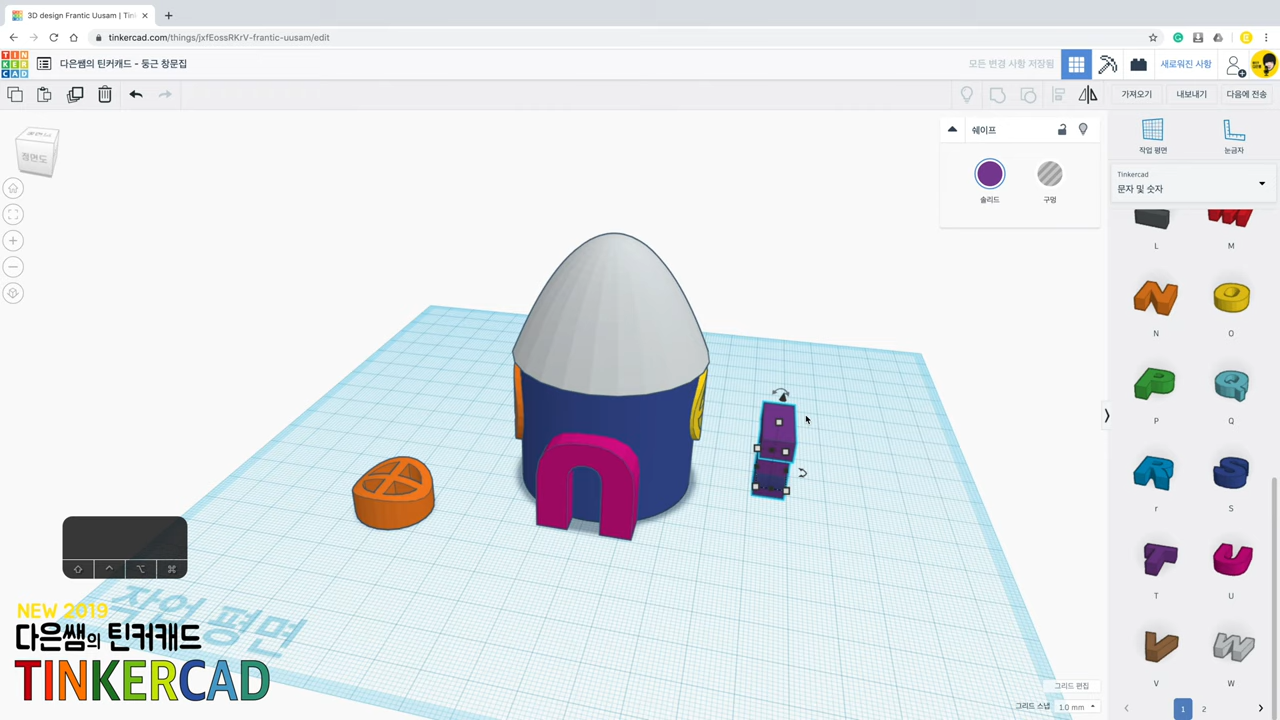 3D design Frantic Uusam | Tin
tinkercad.com/things/jxfEossRKrV-frantic-uusam/edit
TIN
KER
CAD
다은쌤의 틴커캐드 - 둥근 창문집
모든 변경 사항 저장됨
새로워진 사항
가져오기
내보내기
다음에 전송
쉐이프
솔리드
구멍
정면도
작업 평면
눈금자
Tinkercad
문자 및 숫자
L
M
N
O
P
Q
r
S
T
U
V
W
1
2
작업 평면
그리드 편집
그리드 스냅
1.0 mm
NEW 2019
다은쌤의 틴커캐드
TINKERCAD